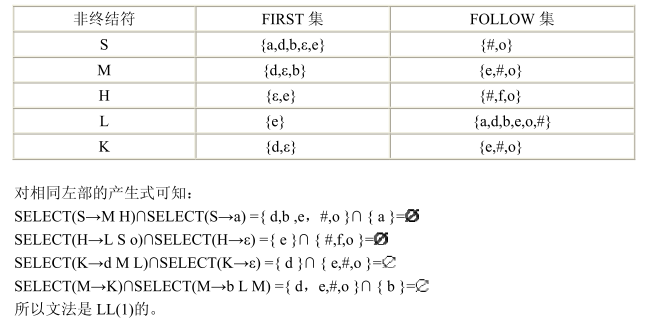 非终结符 FIRST 集 FOLLOW 集
S {a,d,b,ε,e} {#,o}
M {d,ε,b} {e,#,o}
H {ε,e} {#,f,o}
L {e} {a,d,b,e,o,#}
K {d,ε} {e,#,o}
对相同左部的产生式可知：
SELECT(S→M H)∩SELECT(S→a) ={ d,b ,e，#,o }∩ { a }=∅
SELECT(H→L S o)∩SELECT(H→ε) ={ e }∩ { #,f,o }=∅
SELECT(K→d M L)∩SELECT(K→ε) ={ d }∩ { e,#,o }=∅
SELECT(M→K)∩SELECT(M→b L M) ={ d，e,#,o }∩ { b }=∅
所以文法是 LL(1)的。